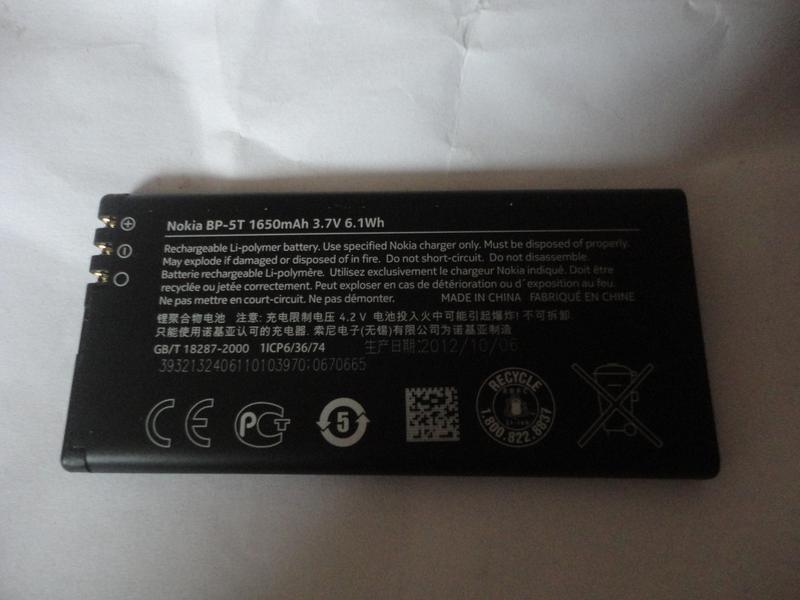 Nokia BP-5T 1650mAh 3.7V 6.1Wh
Rechargeable Li-polymer battery. Use specified Nokia charger only. Must be disposed of properly.
May explode if damaged or disposed of in fire. Do not short-circuit. Do not disassemble.
Batterie rechargeable Li-polymère. Utilisez exclusivement le chargeur Nokia indiqué. Doit être
recyclée ou jetée correctement. Peut exploser en cas de détérioration ou d´exposition au feu.
Ne pas mettre en court-circuit. Ne pas démonter. MADE IN CHINA FABRIQUÉ EN CHINE
锂聚合物电池 注意: 充电限制电压 4.2 V 电池投入火中可能引起爆炸! 不可拆卸.
只能使用诺基亚认可的充电器. 索尼电子(无锡)有限公司为诺基亚制造
GB/T 18287-2000 1ICP6/36/74 生产日期:2012/10/06
3932132406110103970:0670665
CE PCT 5
RECYCLE
Li-ion
1.800.822.8837